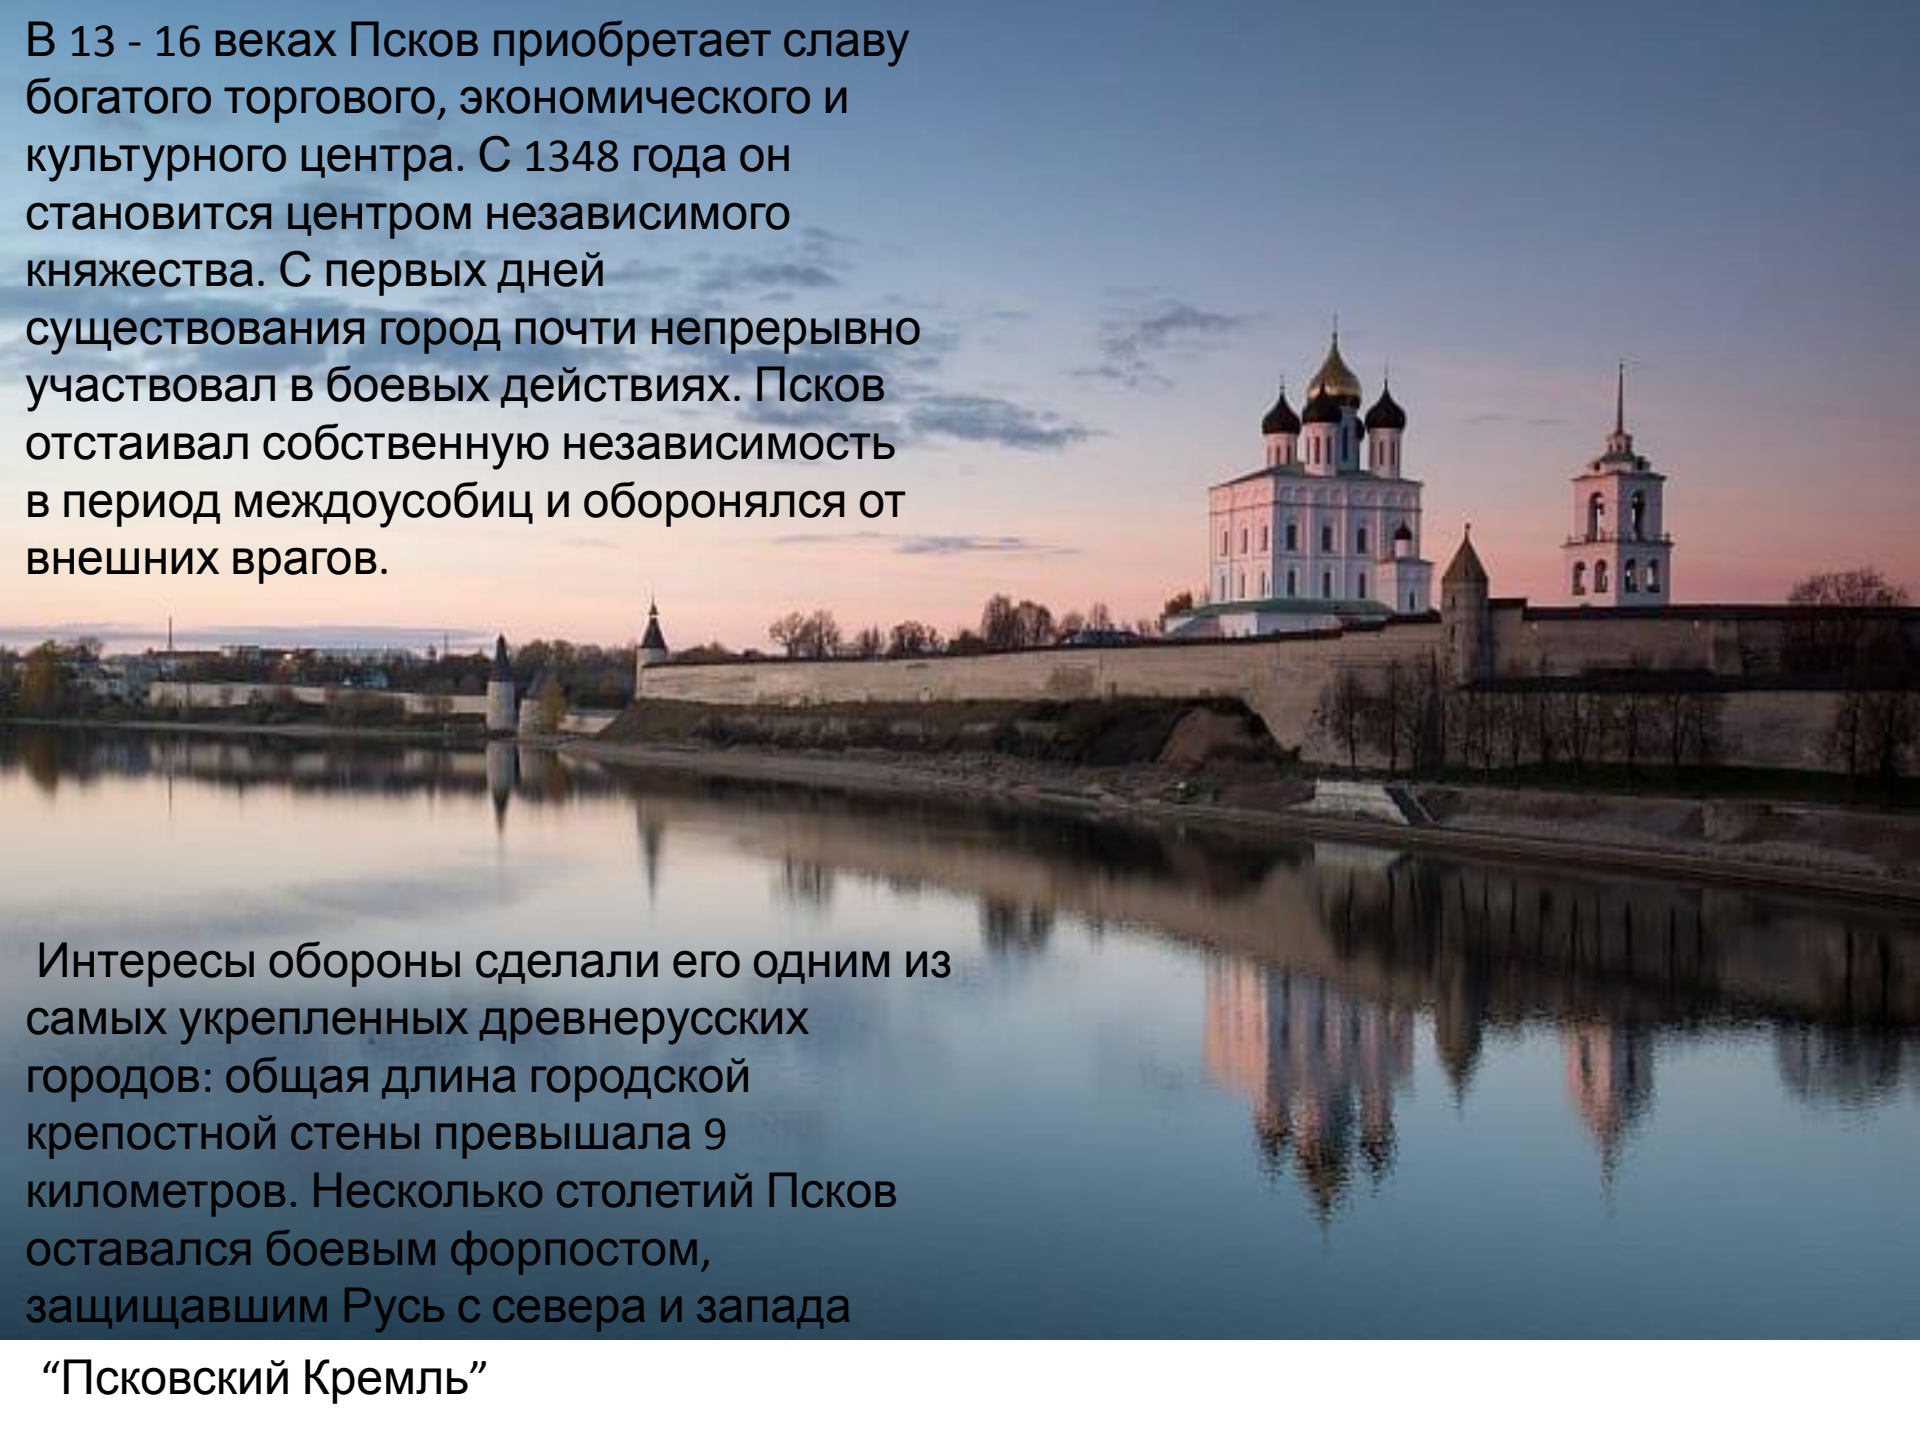 В 13 - 16 веках Псков приобретает славу
богатого торгового, экономического и
культурного центра. С 1348 года он
становится центром независимого
княжества. С первых дней
существования город почти непрерывно
участвовал в боевых действиях. Псков
отстаивал собственную независимость
в период междоусобиц и оборонялся от
внешних врагов.
Интересы обороны сделали его одним из
самых укрепленных древнерусских
городов: общая длина городской
крепостной стены превышала 9
километров. Несколько столетий Псков
оставался боевым форпостом,
защищавшим Русь с севера и запада
“Псковский Кремль”